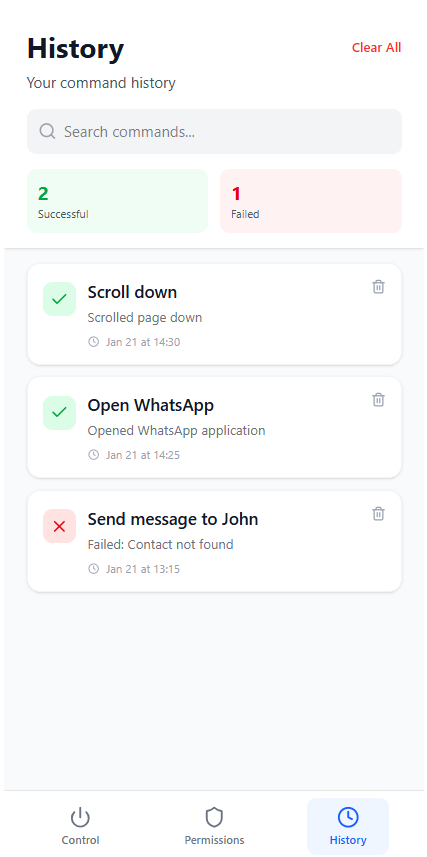 History
Clear All
Your command history
Search commands...
2
Successful
1
Failed
Scroll down
Scrolled page down
Jan 21 at 14:30
Open WhatsApp
Opened WhatsApp application
Jan 21 at 14:25
Send message to John
Failed: Contact not found
Jan 21 at 13:15
Control
Permissions
History